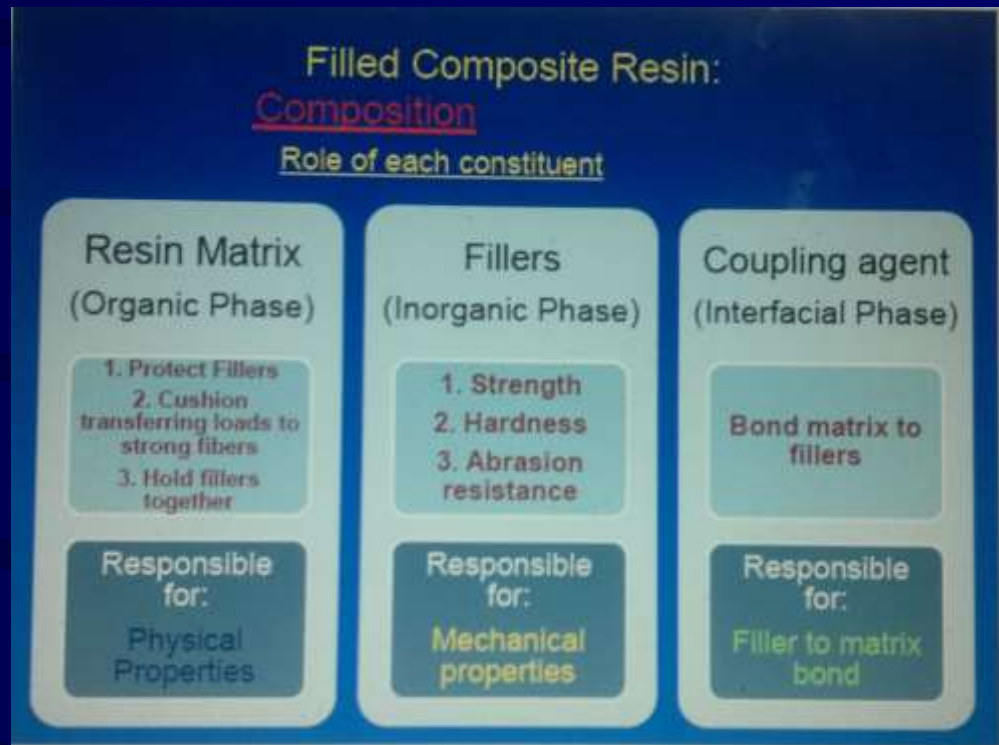 Filled Composite Resin:
Composition
Role of each constituent
Resin Matrix
(Organic Phase)
1. Protect Fillers
2. Cushion
transferring loads to
strong fibers
3. Hold fillers
together
Responsible
for:
Physical
Properties
Fillers
(Inorganic Phase)
1. Strength
2. Hardness
3. Abrasion
resistance
Responsible
for:
Mechanical
properties
Coupling agent
(Interfacial Phase)
Bond matrix to
fillers
Responsible
for:
Filler to matrix
bond